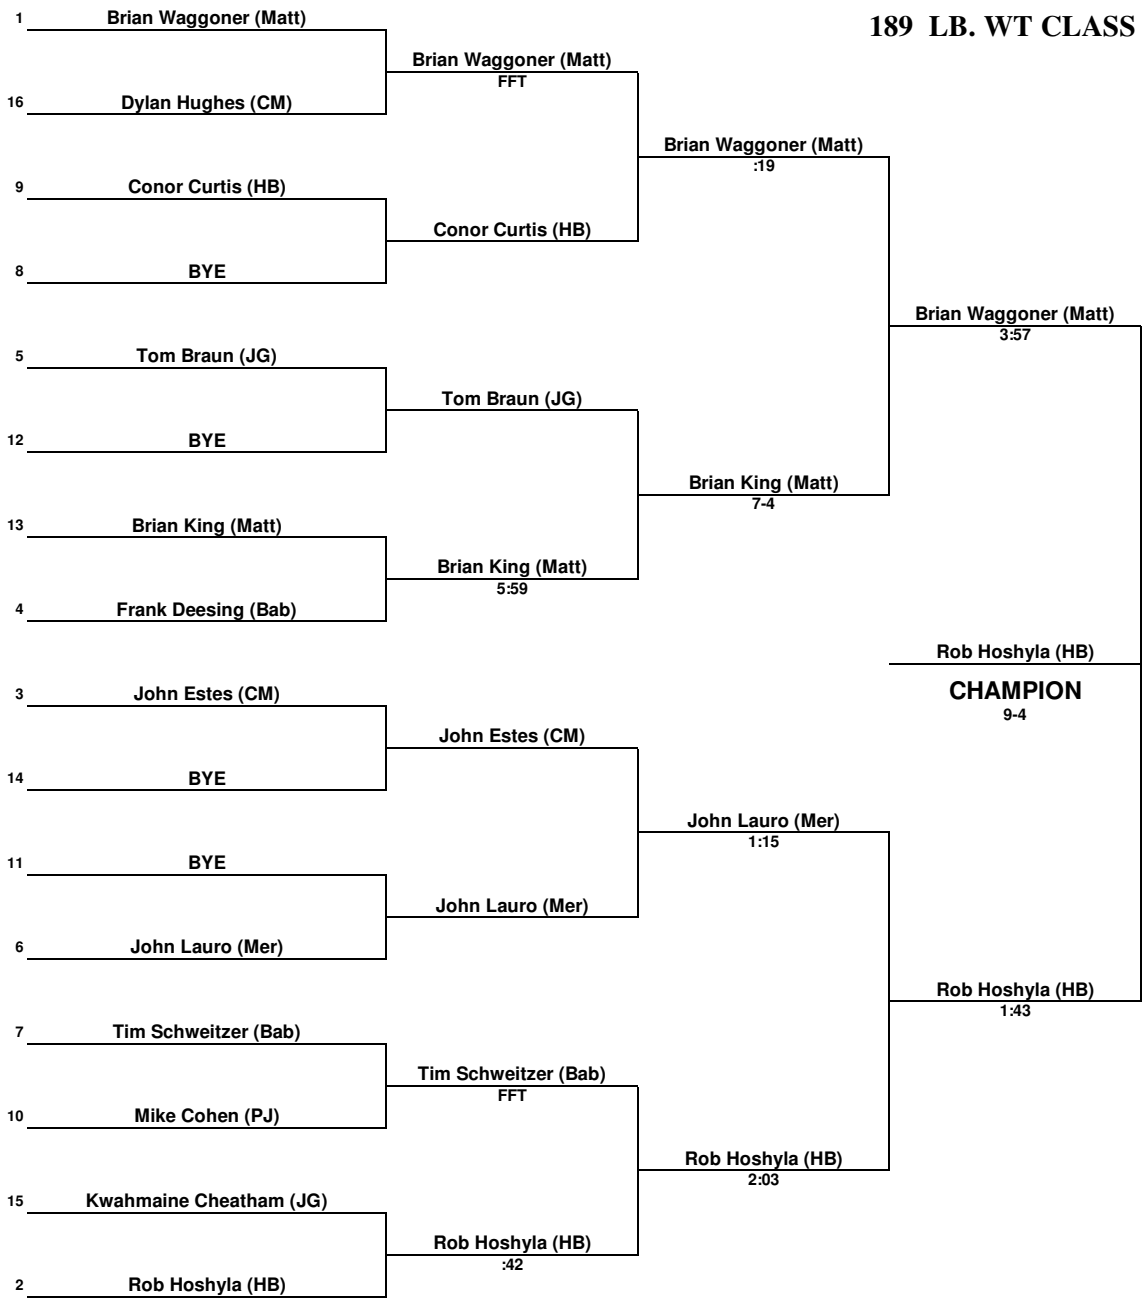 189 LB. WT CLASS
1 Brian Waggoner (Matt)
Brian Waggoner (Matt)
FFT
16 Dylan Hughes (CM)
Brian Waggoner (Matt)
:19
9 Conor Curtis (HB)
Conor Curtis (HB)
8 BYE
Brian Waggoner (Matt)
3:57
5 Tom Braun (JG)
Tom Braun (JG)
12 BYE
Brian King (Matt)
7-4
13 Brian King (Matt)
Brian King (Matt)
5:59
4 Frank Deesing (Bab)
Rob Hoshyla (HB)
CHAMPION
9-4
3 John Estes (CM)
John Estes (CM)
14 BYE
John Lauro (Mer)
1:15
11 BYE
John Lauro (Mer)
6 John Lauro (Mer)
Rob Hoshyla (HB)
1:43
7 Tim Schweitzer (Bab)
Tim Schweitzer (Bab)
FFT
10 Mike Cohen (PJ)
Rob Hoshyla (HB)
2:03
15 Kwahmaine Cheatham (JG)
Rob Hoshyla (HB)
:42
2 Rob Hoshyla (HB)